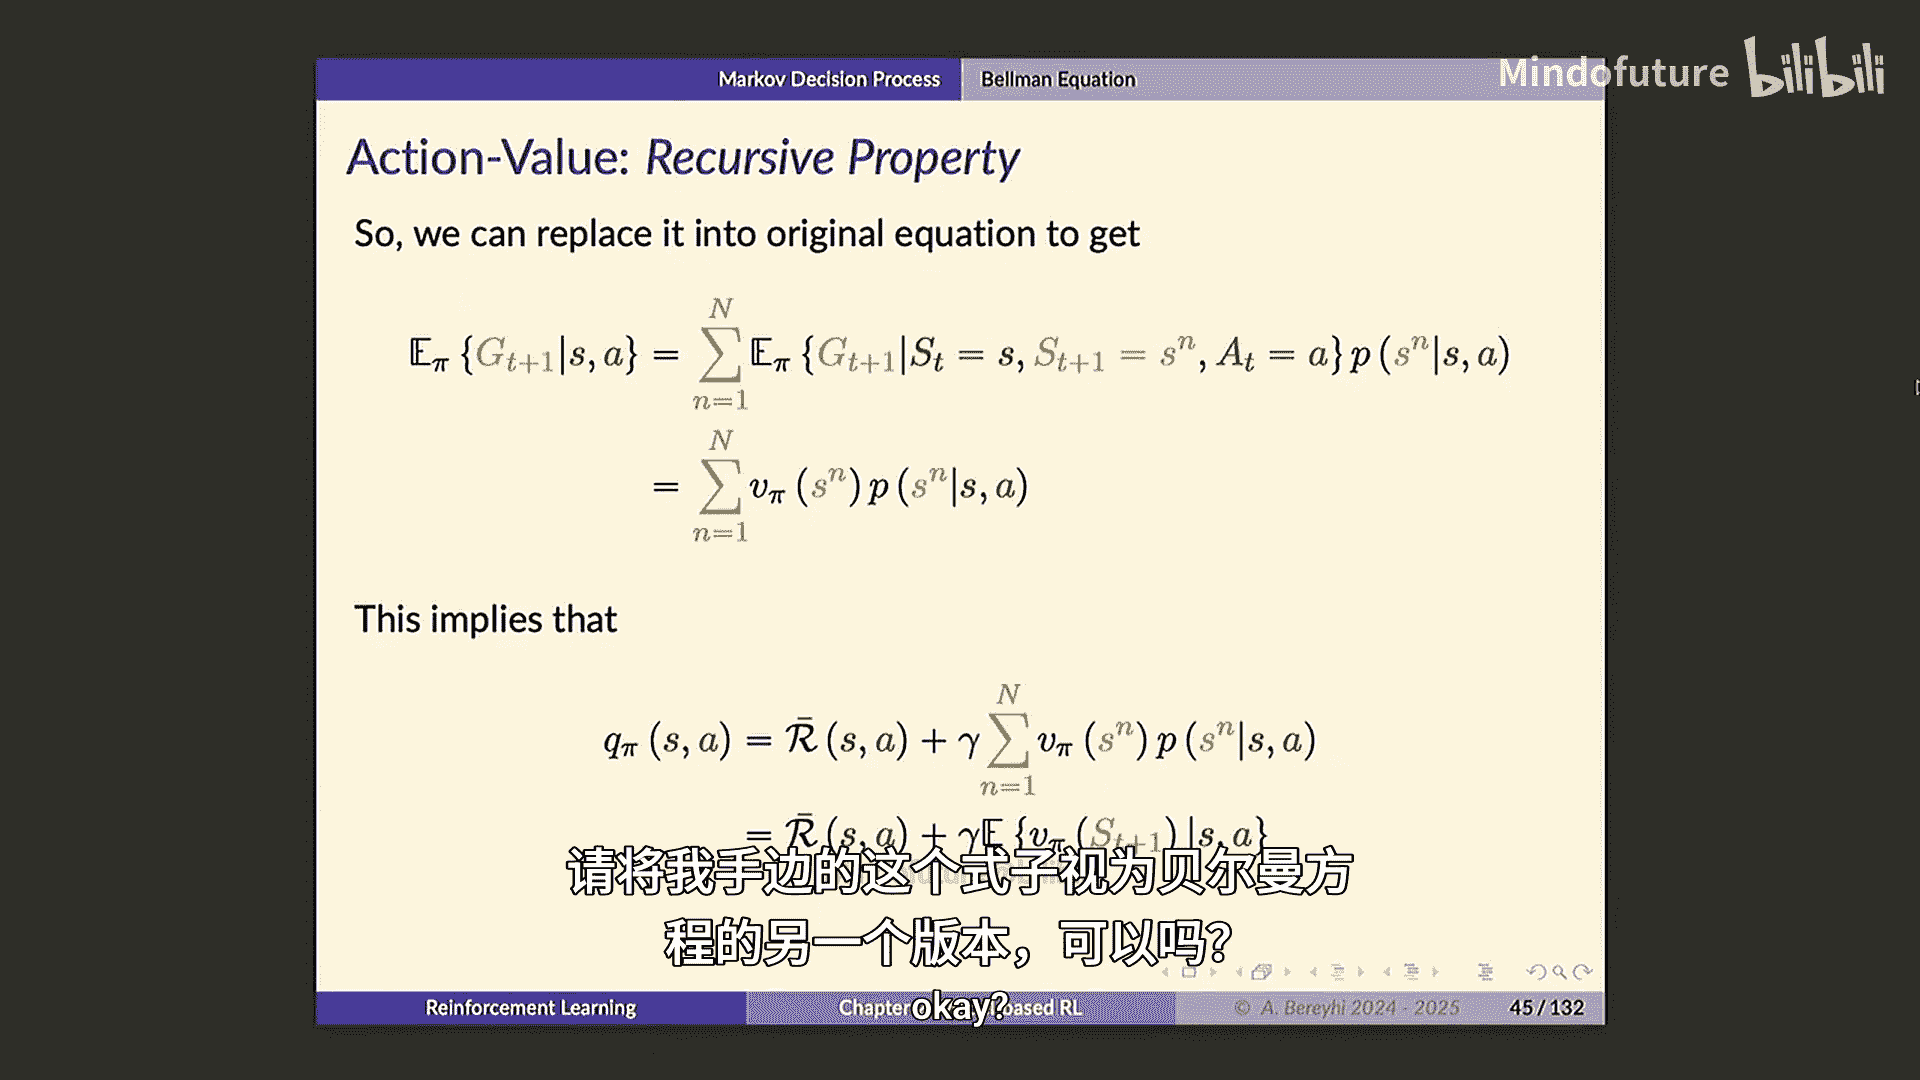 Mindofuture bilibili
Markov Decision Process Bellman Equation
Action-Value: Recursive Property
So, we can replace it into original equation to get
𝔼π {Gt+1|s, a} = ∑_{n=1}^{N} 𝔼π {Gt+1|St = s, St+1 = s^n, At = a} p (s^n|s, a)
= ∑_{n=1}^{N} vπ (s^n) p (s^n|s, a)
This implies that
qπ (s, a) = R̄ (s, a) + γ ∑_{n=1}^{N} vπ (s^n) p (s^n|s, a)
= R̄ (s, a) + γ𝔼 {vπ (St+1) |s, a}
请将我手边的这个式子视为贝尔曼方
程的另一个版本，可以吗？
okay?
Reinforcement Learning Chapter based RL © A. Bereyhi 2024 - 2025 45 / 132